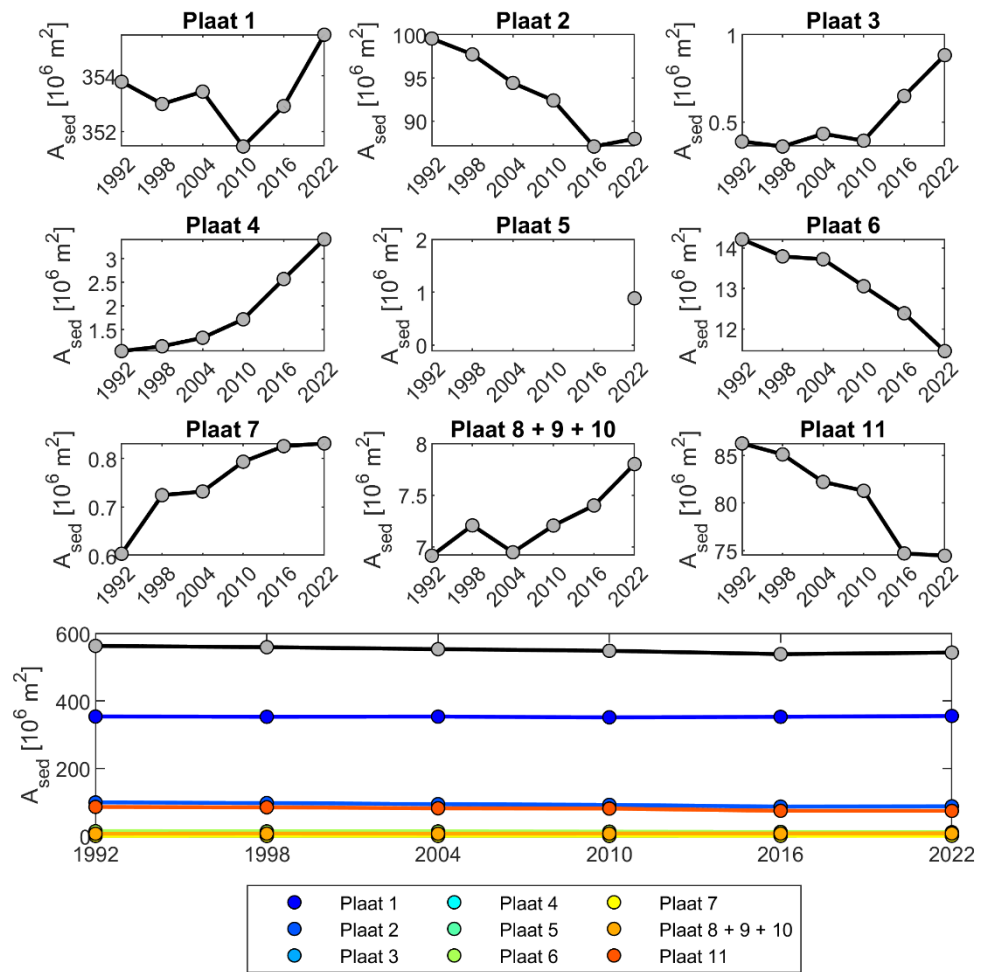 Plaat 1 Plaat 2 Plaat 3
A_sed [10^6 m^2] 354 352 1992 1998 2004 2010 2016 2022
A_sed [10^6 m^2] 100 95 90 1992 1998 2004 2010 2016 2022
A_sed [10^6 m^2] 1 0.5 1992 1998 2004 2010 2016 2022
Plaat 4 Plaat 5 Plaat 6
A_sed [10^6 m^2] 3 2.5 2 1.5 1992 1998 2004 2010 2016 2022
A_sed [10^6 m^2] 2 1 0 1992 1998 2004 2010 2016 2022
A_sed [10^6 m^2] 14 13 12 1992 1998 2004 2010 2016 2022
Plaat 7 Plaat 8 + 9 + 10 Plaat 11
A_sed [10^6 m^2] 0.8 0.7 0.6 1992 1998 2004 2010 2016 2022
A_sed [10^6 m^2] 8 7.5 7 1992 1998 2004 2010 2016 2022
A_sed [10^6 m^2] 85 80 75 1992 1998 2004 2010 2016 2022
A_sed [10^6 m^2]
600
400
200
0
1992 1998 2004 2010 2016 2022
Plaat 1 Plaat 4 Plaat 7
Plaat 2 Plaat 5 Plaat 8 + 9 + 10
Plaat 3 Plaat 6 Plaat 11